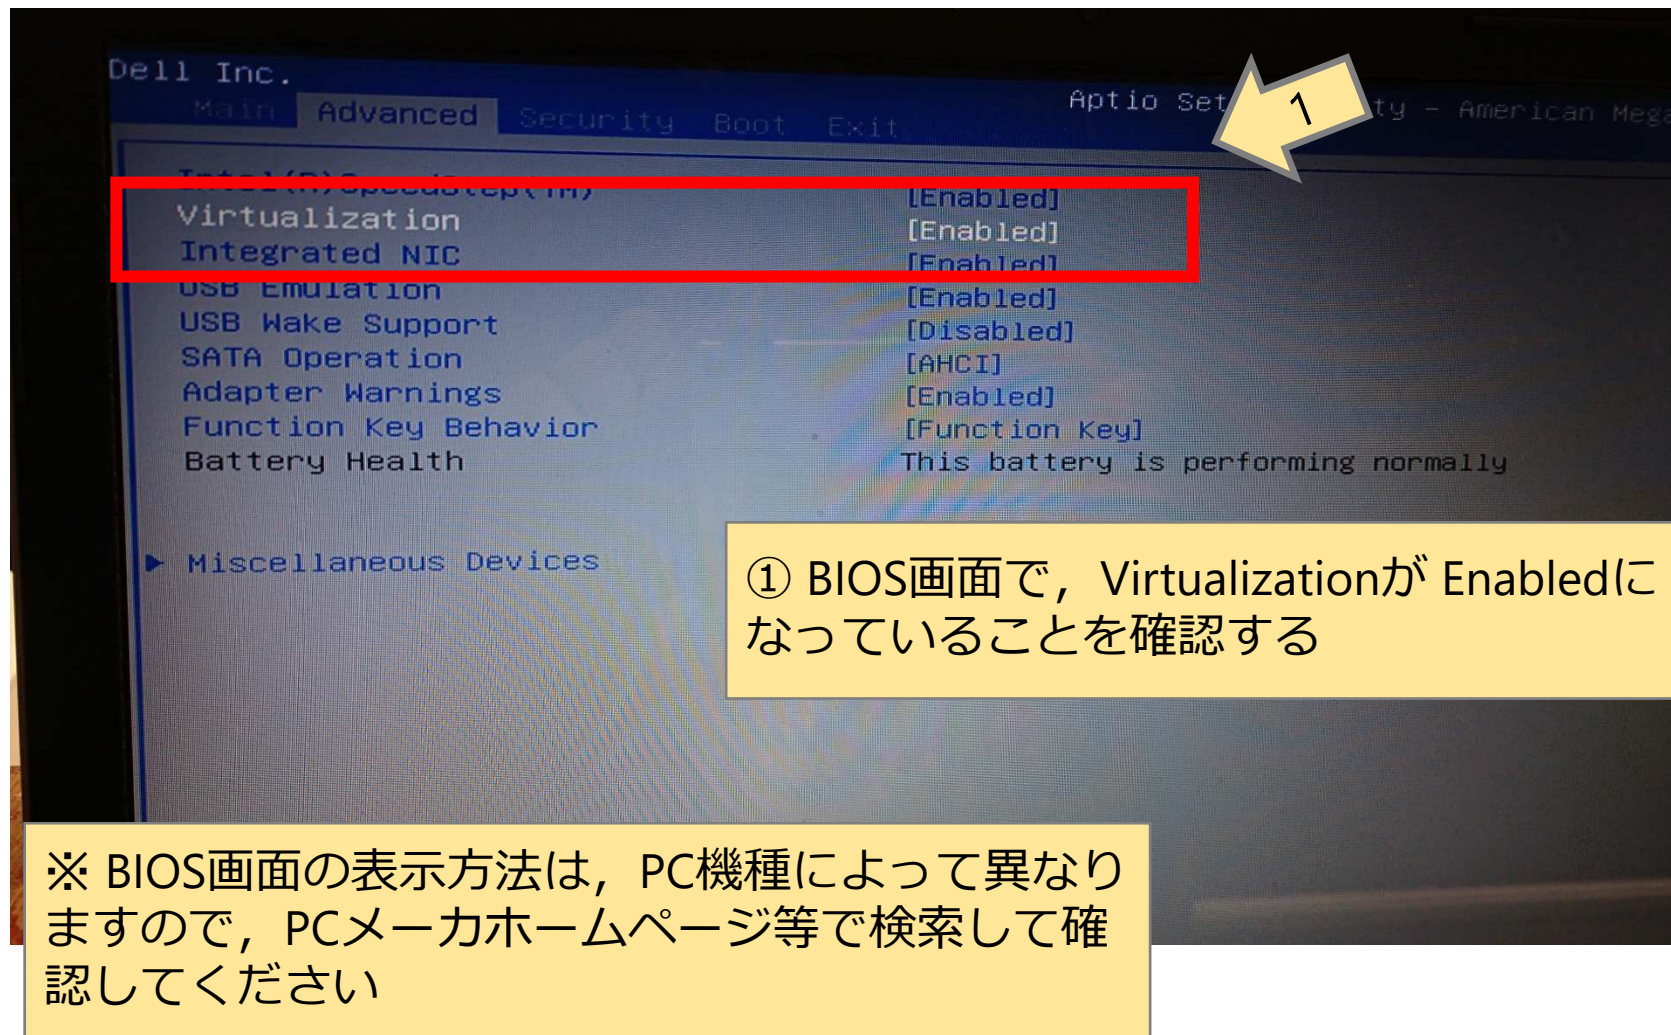 Dell Inc.
Aptio Set
ty - American Mega
1
Main Advanced Security Boot Exit
Intel(R)SpeedStep(TM) [Enabled]
Virtualization [Enabled]
Integrated NIC [Enabled]
USB Emulation [Enabled]
USB Wake Support [Disabled]
SATA Operation [AHCI]
Adapter Warnings [Enabled]
Function Key Behavior [Function Key]
Battery Health This battery is performing normally
Miscellaneous Devices
① BIOS画面で，Virtualizationが Enabledに
なっていることを確認する
※ BIOS画面の表示方法は，PC機種によって異なり
ますので，PCメーカホームページ等で検索して確
認してください